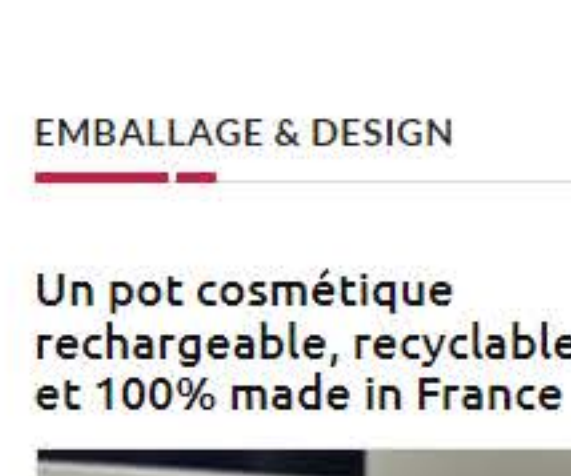 EMBALLAGE & DESIGN
Un pot cosmétique
rechargeable, recyclable
et 100% made in France